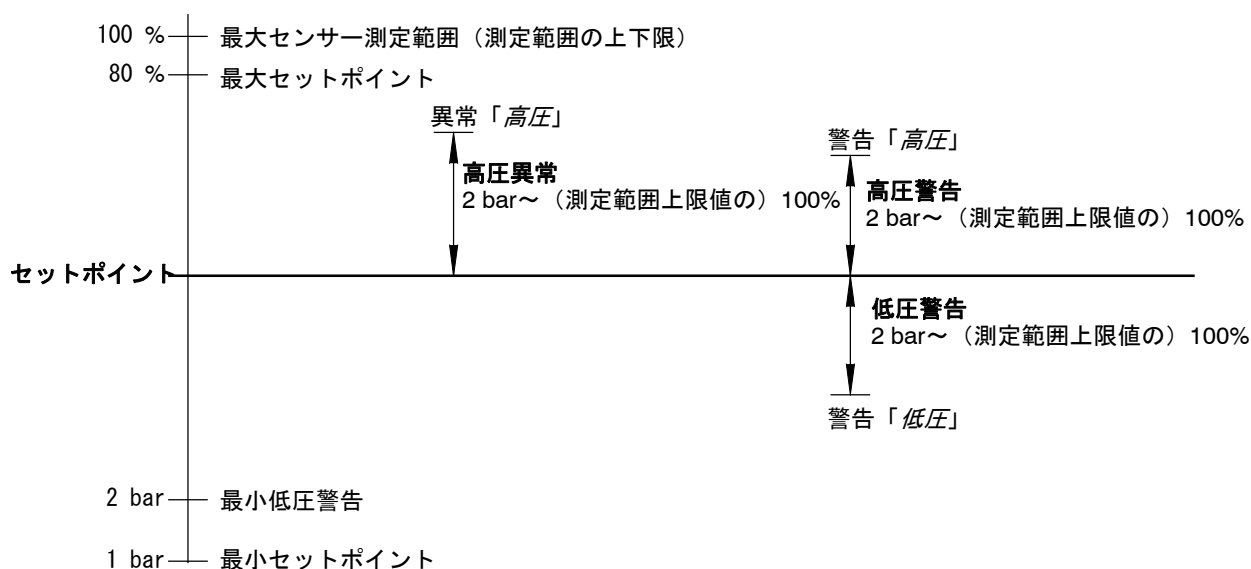 100 % 最大センサー測定範囲（測定範囲の上下限）
80 % 最大セットポイント
異常「高圧」
高圧異常
2 bar～（測定範囲上限値の）100%
警告「高圧」
高圧警告
2 bar～（測定範囲上限値の）100%
セットポイント
低圧警告
2 bar～（測定範囲上限値の）100%
警告「低圧」
2 bar 最小低圧警告
1 bar 最小セットポイント